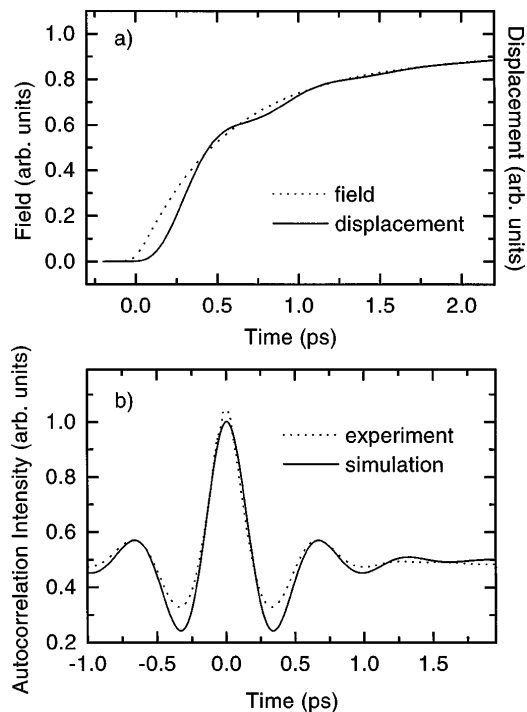 a)
Field (arb. units)
1.0
0.8
0.6
0.4
0.2
0.0
field
displacement
Displacement (arb. units)
0.0 0.5 1.0 1.5 2.0
Time (ps)
b)
Autocorrelation Intensity (arb. units)
1.0
0.8
0.6
0.4
0.2
experiment
simulation
-1.0 -0.5 0.0 0.5 1.0 1.5
Time (ps)